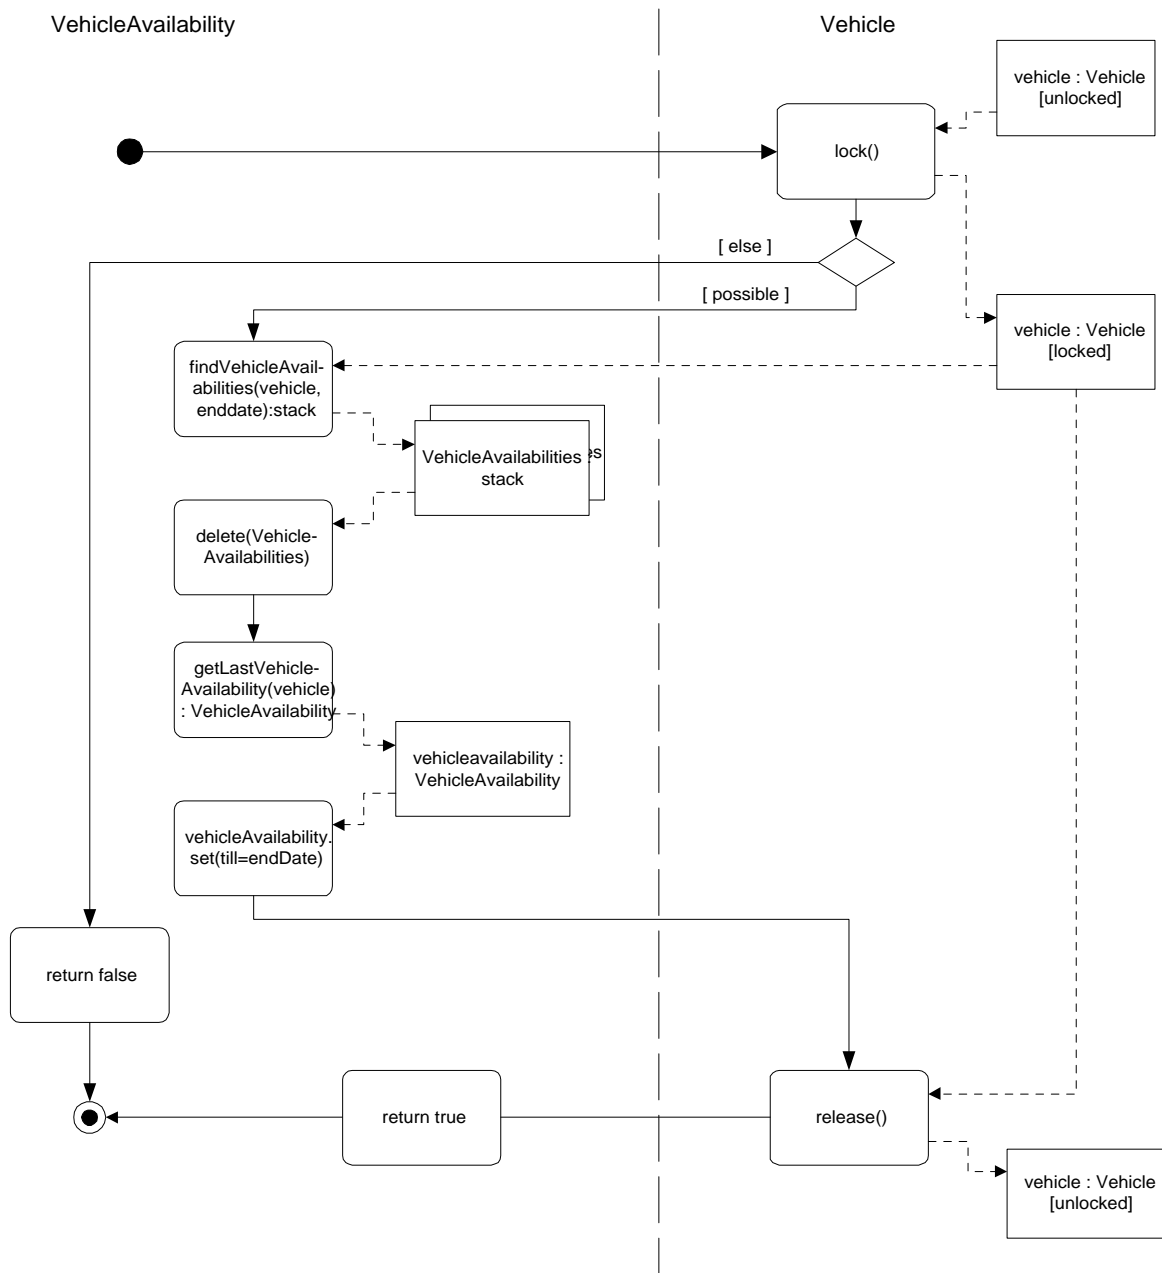 VehicleAvailability
Vehicle
vehicle : Vehicle
[unlocked]
lock()
[ else ]
[ possible ]
vehicle : Vehicle
[locked]
findVehicleAvail-
abilities(vehicle,
enddate):stack
VehicleAvailabilities :
stack
es
delete(Vehicle-
Availabilities)
getLastVehicle-
Availability(vehicle)
: VehicleAvailability
vehicleavailability :
VehicleAvailability
vehicleAvailability.
set(till=endDate)
return false
return true
release()
vehicle : Vehicle
[unlocked]